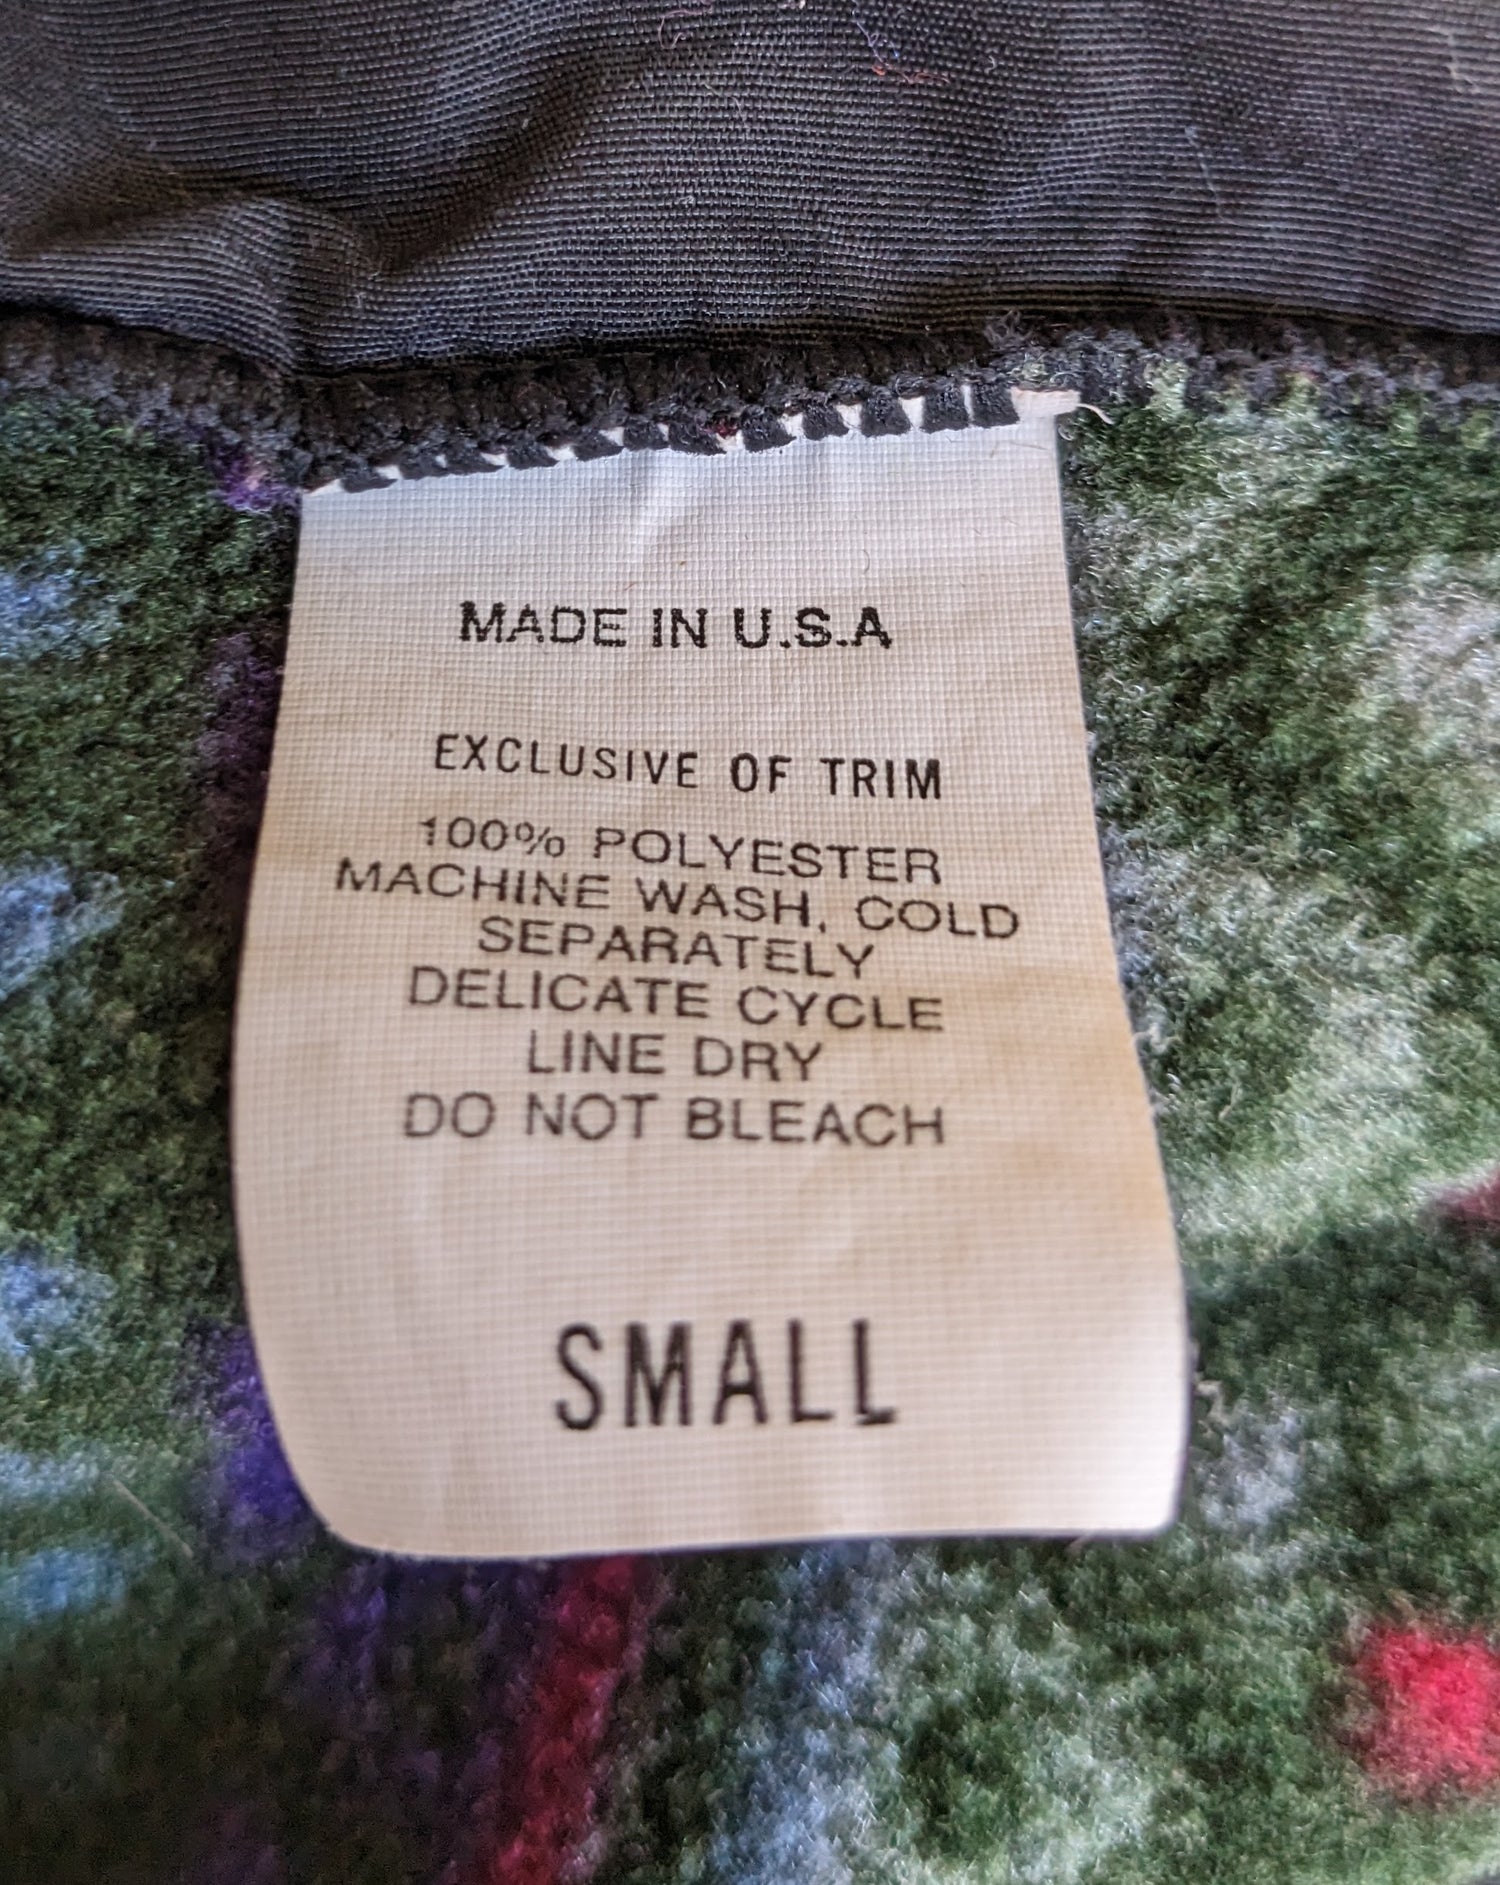 MADE IN U.S.A
EXCLUSIVE OF TRIM
100% POLYESTER
MACHINE WASH, COLD
SEPARATELY
DELICATE CYCLE
LINE DRY
DO NOT BLEACH
SMALL